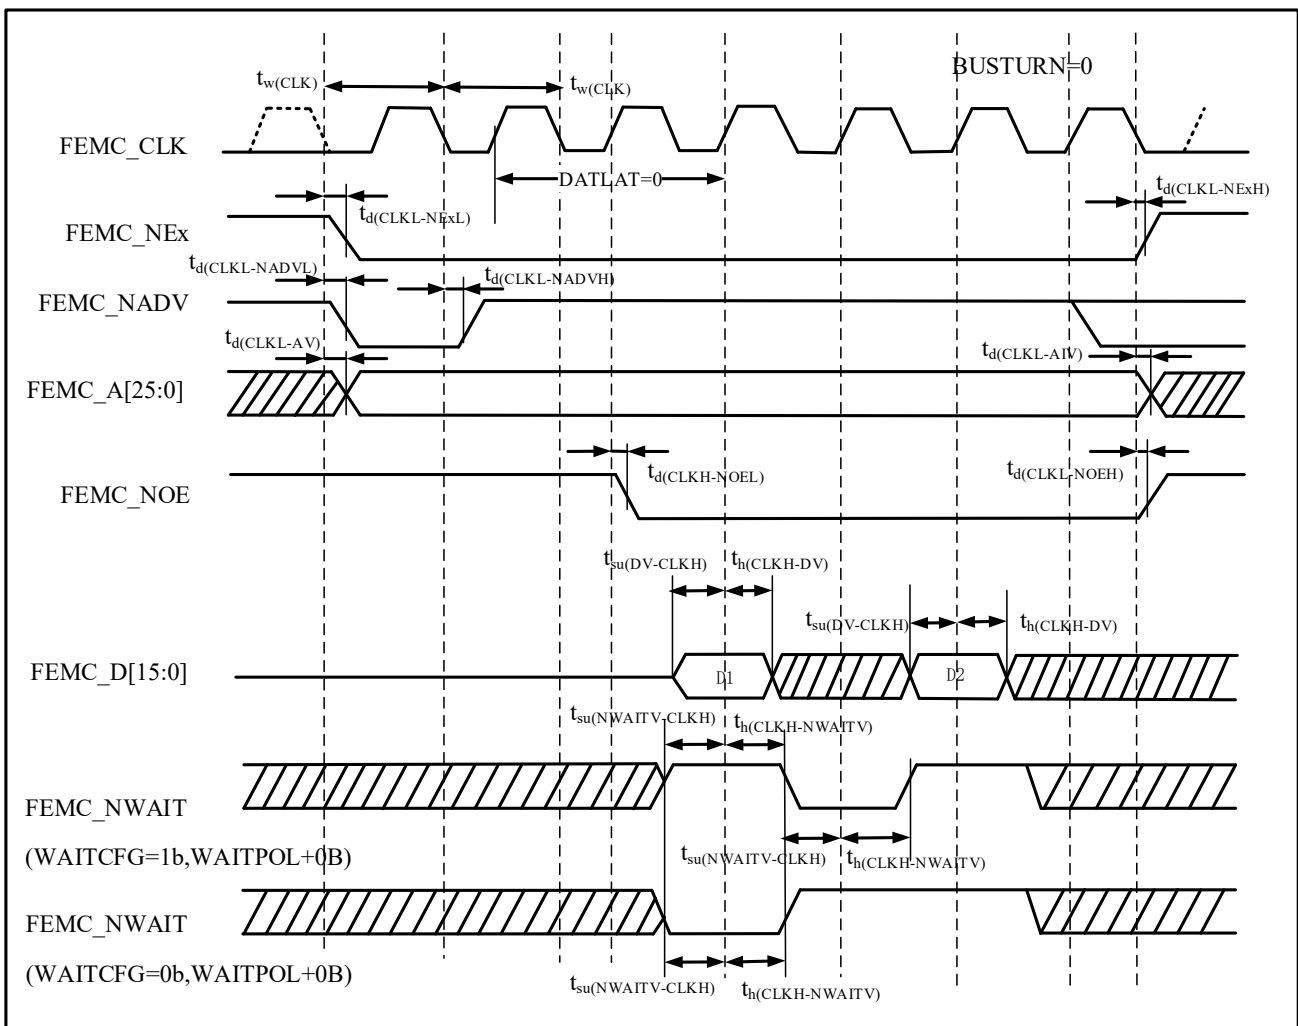 BUSTURN=0
tw(CLK)
tw(CLK)
FEMC_CLK
DATLAT=0
td(CLKL-NExL)
td(CLKL-NExH)
FEMC_NEx
td(CLKL-NADVL)
td(CLKL-NADVH)
FEMC_NADV
td(CLKL-AV)
td(CLKL-AIV)
FEMC_A[25:0]
td(CLKH-NOEL)
td(CLKL-NOEH)
FEMC_NOE
tsu(DV-CLKH)
th(CLKH-DV)
tsu(DV-CLKH)
th(CLKH-DV)
FEMC_D[15:0]
D1
D2
tsu(NWAITV-CLKH)
th(CLKH-NWAITV)
FEMC_NWAIT
(WAITCFG=1b,WAITPOL+0B)
tsu(NWAITV-CLKH)
th(CLKH-NWAITV)
FEMC_NWAIT
(WAITCFG=0b,WAITPOL+0B)
tsu(NWAITV-CLKH)
th(CLKH-NWAITV)